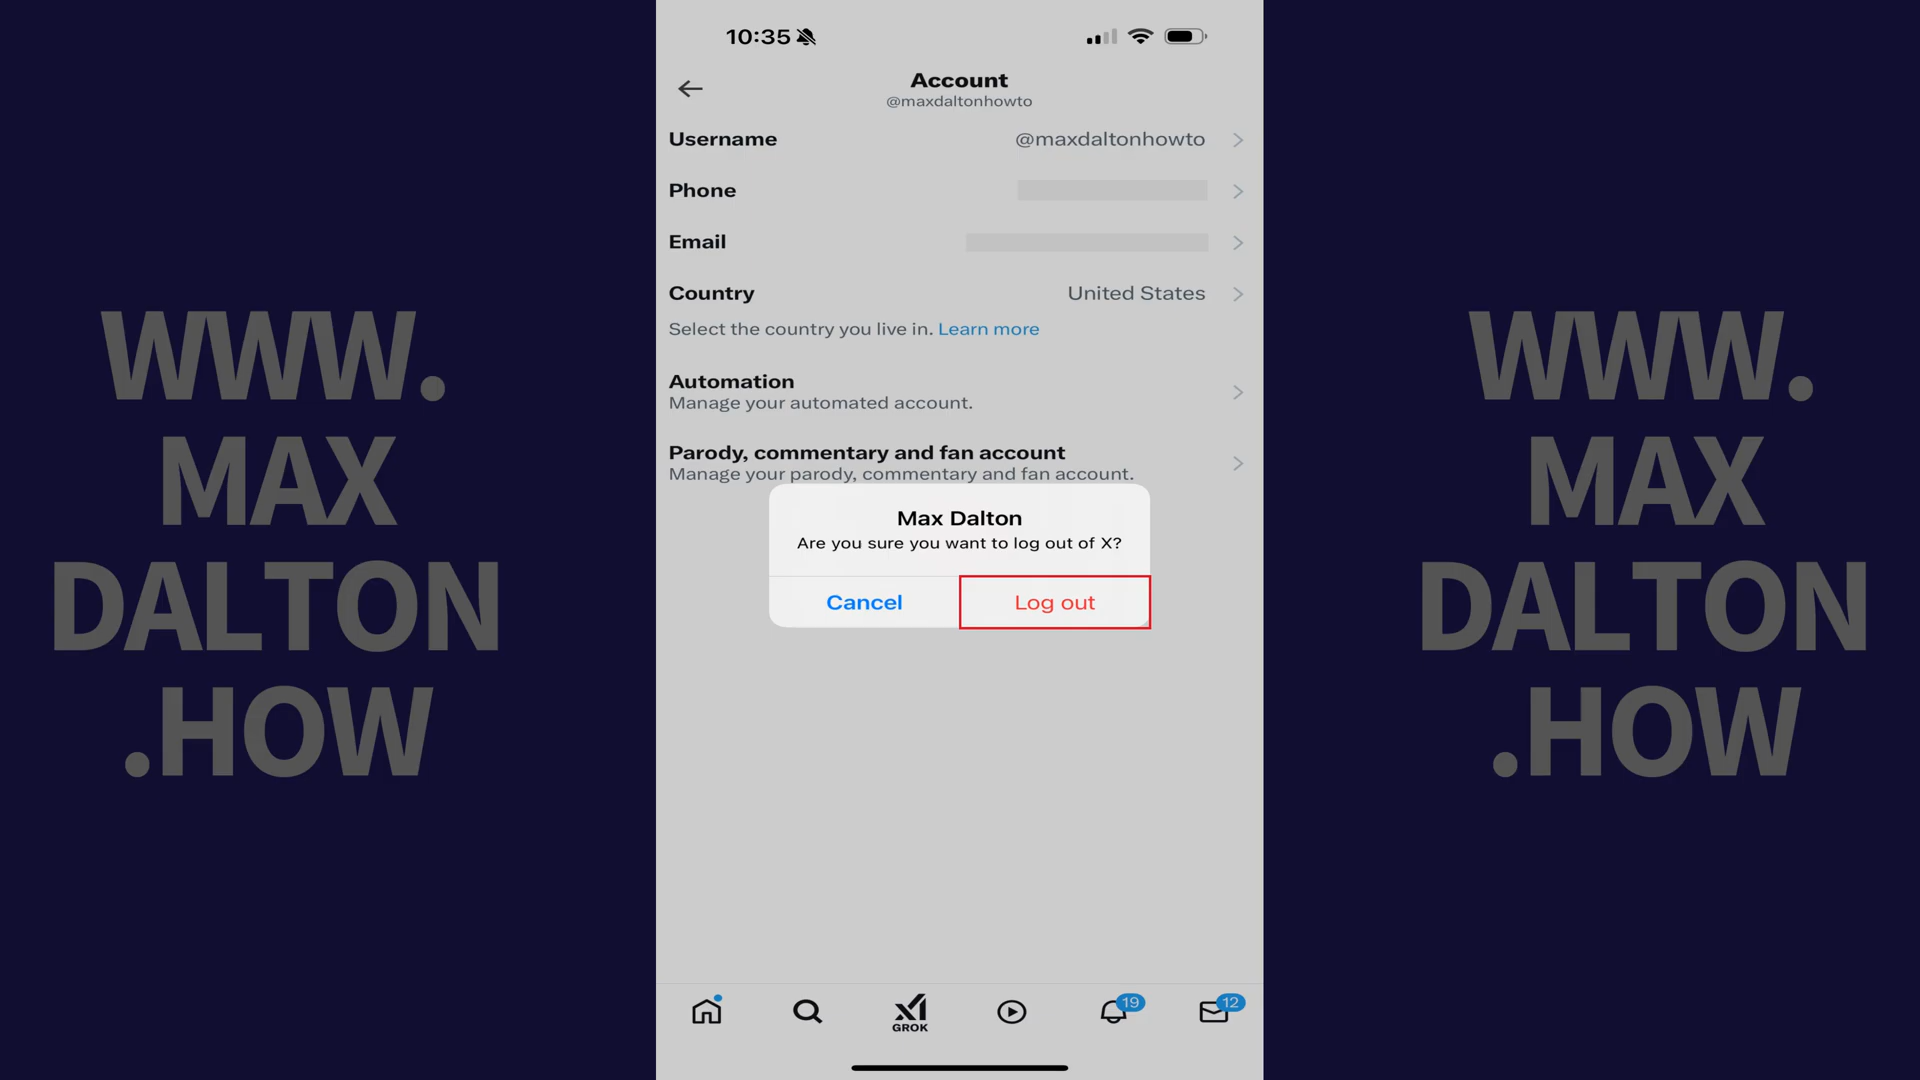 WWW.
MAX
DALTON
.HOW
10:35
Account
@maxdaltonhowto
Username @maxdaltonhowto
Phone
Email
Country United States
Select the country you live in. Learn more
Automation
Manage your automated account.
Parody, commentary and fan account
Manage your parody, commentary and fan account.
Max Dalton
Are you sure you want to log out of X?
Cancel Log out
19 12
GROK
WWW.
MAX
DALTON
.HOW